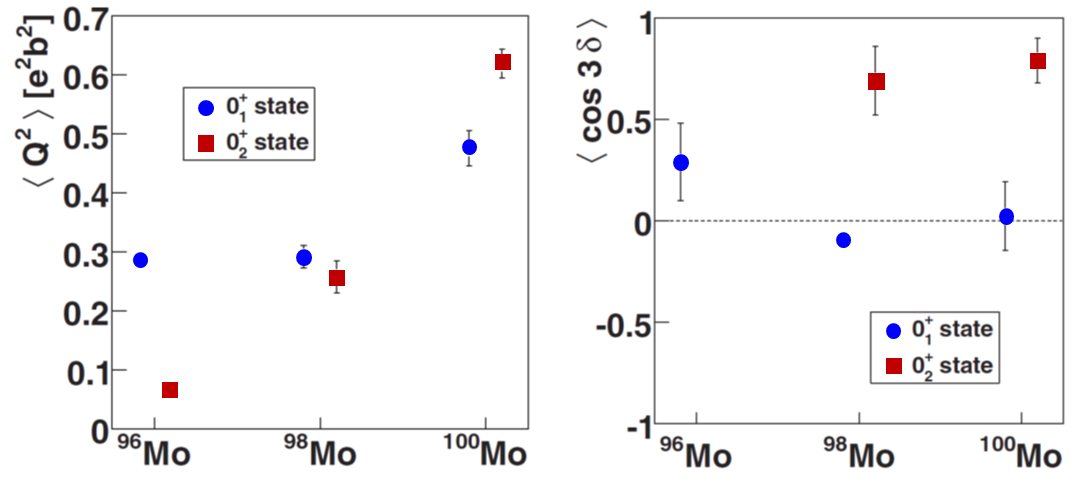 ⟨ Q² ⟩ [e²b²]
0.7
0.6
0.5
0.4
0.3
0.2
0.1
0
0₁⁺ state
0₂⁺ state
⁹⁶Mo
⁹⁸Mo
¹⁰⁰Mo
⟨ cos 3 δ ⟩
1
0.5
0
-0.5
-1
0₁⁺ state
0₂⁺ state
⁹⁶Mo
⁹⁸Mo
¹⁰⁰Mo